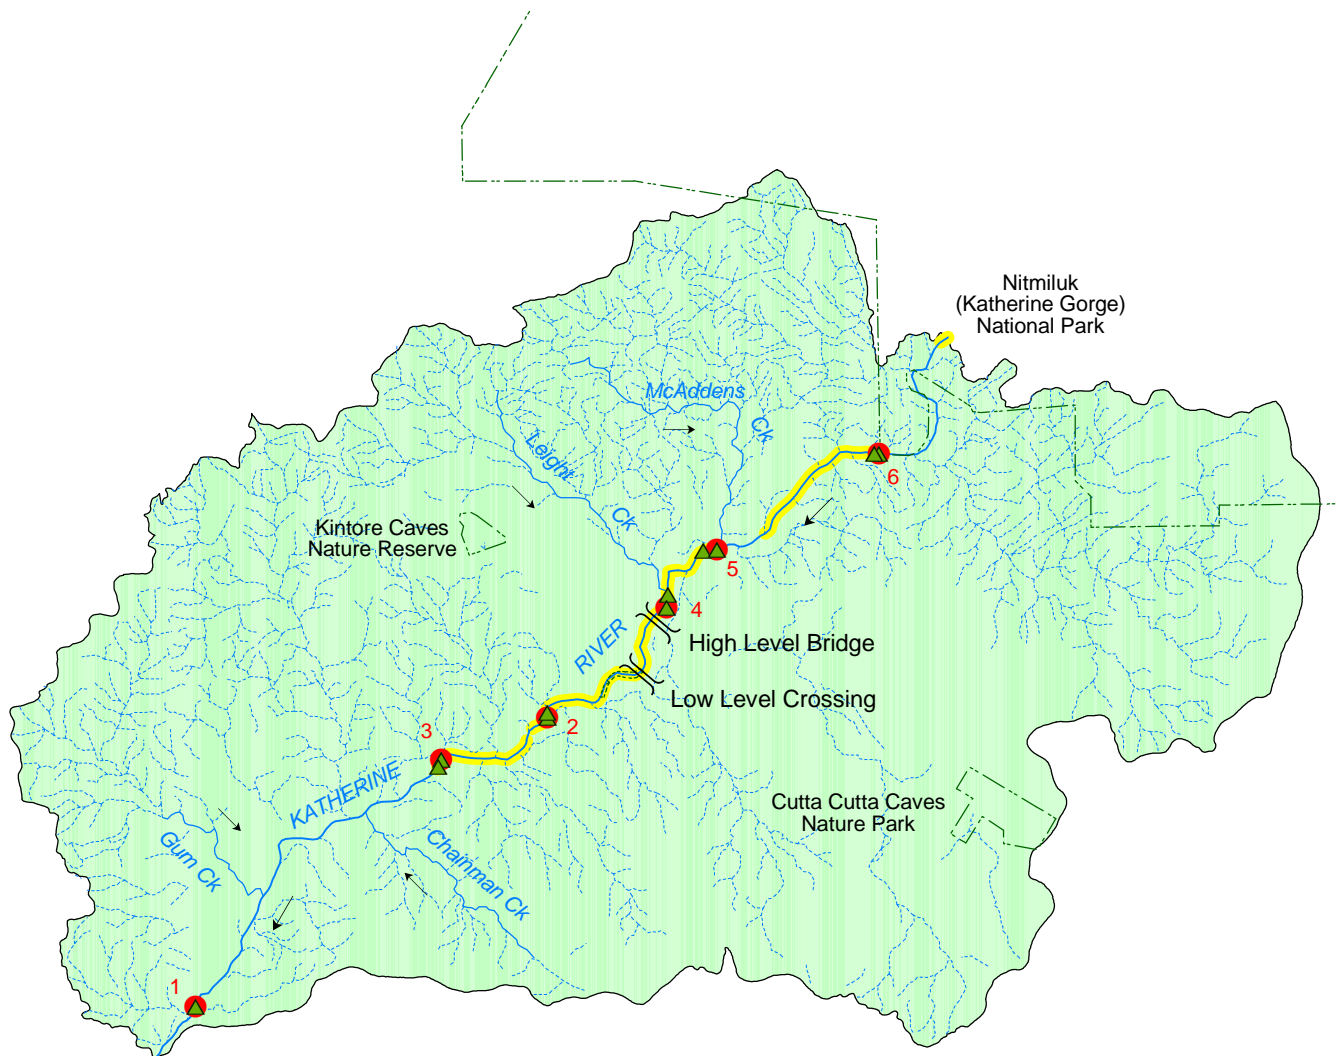 Nitmiluk
(Katherine Gorge)
National Park
McAddens
Ck
Leight
Ck
6
Kintore Caves
Nature Reserve
5
4
RIVER
High Level Bridge
Low Level Crossing
2
3
KATHERINE
Cutta Cutta Caves
Nature Park
Gum Ck
Chainman Ck
1